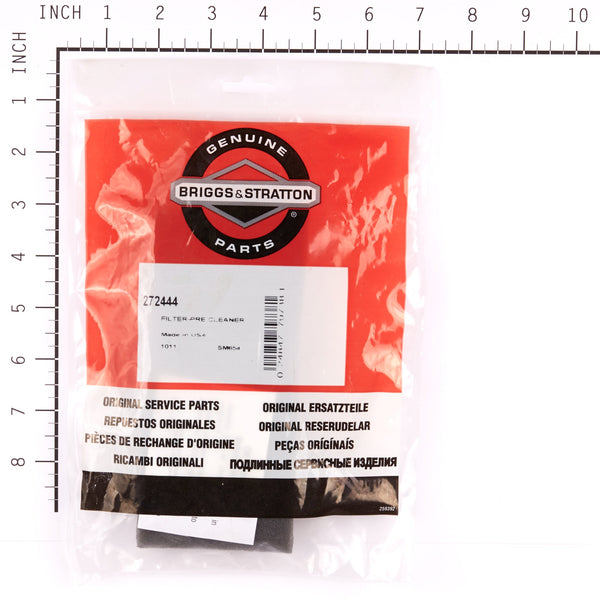 INCH 1 2 3 4 5 6 7 8 9 10
INCH
1
2
3
4
5
6
7
8
GENUINE
BRIGGS & STRATTON
®
PARTS
272444
FILTER-PRE CLEANER
Made in USA
1011 SM654
ORIGINAL SERVICE PARTS
REPUESTOS ORIGINALES
PIÈCES DE RECHANGE D'ORIGINE
RICAMBI ORIGINALI
ORIGINAL ERSATZTEILE
ORIGINAL RESERUDELAR
PEÇAS ORIGÍNAIS
ПОДЛИННЫЕ СЕРВИСНЫЕ ИЗДЕЛИЯ